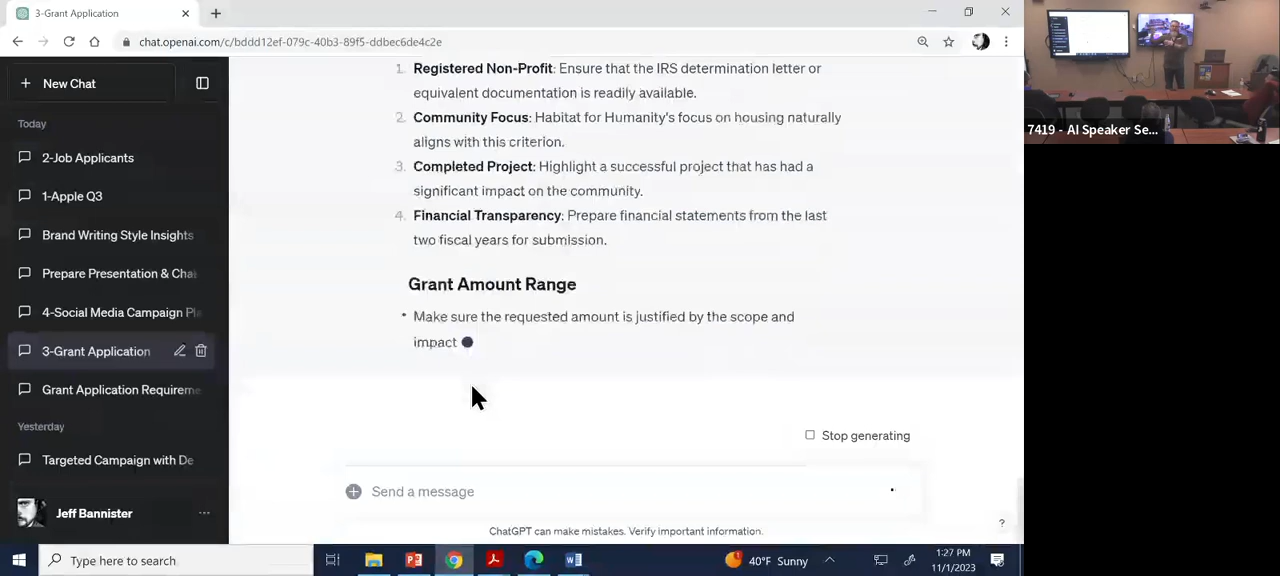 3-Grant Application
chat.openai.com/c/bddd12ef-079c-40b3-89f5-ddbec6de4c2e
New Chat
Today
2-Job Applicants
1-Apple Q3
Brand Writing Style Insights
Prepare Presentation & Cha
4-Social Media Campaign Pl
3-Grant Application
Grant Application Requireme
Yesterday
Targeted Campaign with De
Jeff Bannister
1. Registered Non-Profit: Ensure that the IRS determination letter or
equivalent documentation is readily available.
2. Community Focus: Habitat for Humanity's focus on housing naturally
aligns with this criterion.
3. Completed Project: Highlight a successful project that has had a
significant impact on the community.
4. Financial Transparency: Prepare financial statements from the last
two fiscal years for submission.
Grant Amount Range
• Make sure the requested amount is justified by the scope and
impact
Stop generating
Send a message
ChatGPT can make mistakes. Verify important information.
?
7419 - AI Speaker Se...
Type here to search
40°F Sunny
1:27 PM
11/1/2023